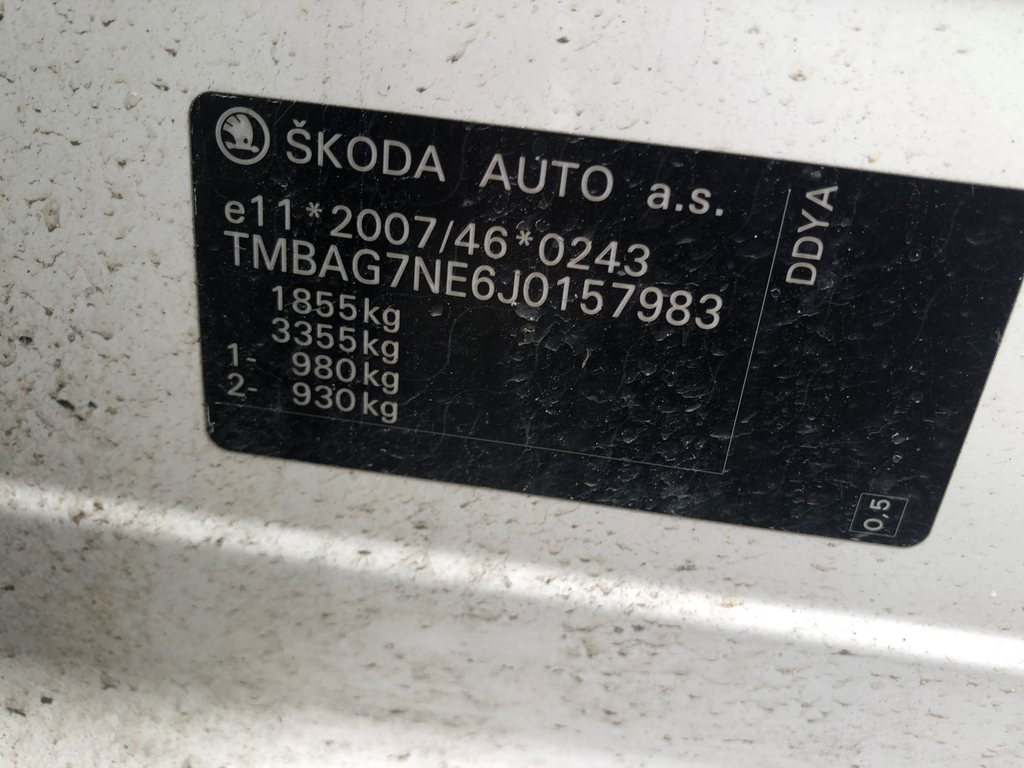 ŠKODA AUTO a.s.
e11*2007/46*0243
TMBAG7NE6J0157983
1855kg
3355kg
1- 980kg
2- 930kg
DDYA
0,5